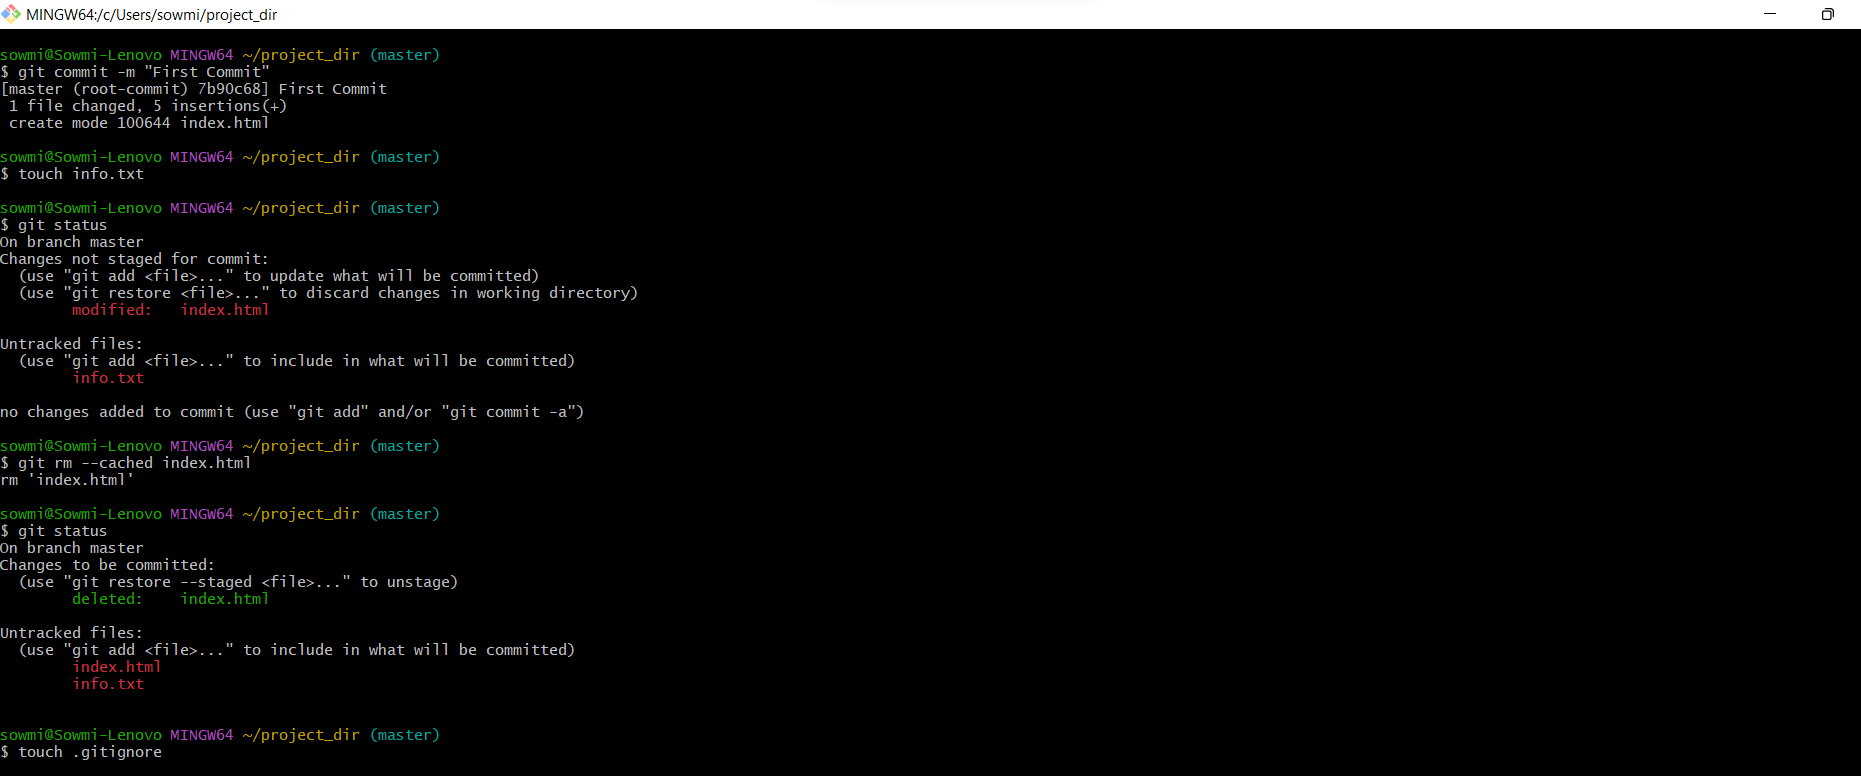 MINGW64:/c/Users/sowmi/project_dir
sowmi@Sowmi-Lenovo MINGW64 ~/project_dir (master)
$ git commit -m "First Commit"
[master (root-commit) 7b90c68] First Commit
 1 file changed, 5 insertions(+)
 create mode 100644 index.html
sowmi@Sowmi-Lenovo MINGW64 ~/project_dir (master)
$ touch info.txt
sowmi@Sowmi-Lenovo MINGW64 ~/project_dir (master)
$ git status
On branch master
Changes not staged for commit:
  (use "git add <file>..." to update what will be committed)
  (use "git restore <file>..." to discard changes in working directory)
        modified:   index.html
Untracked files:
  (use "git add <file>..." to include in what will be committed)
        info.txt
no changes added to commit (use "git add" and/or "git commit -a")
sowmi@Sowmi-Lenovo MINGW64 ~/project_dir (master)
$ git rm --cached index.html
rm 'index.html'
sowmi@Sowmi-Lenovo MINGW64 ~/project_dir (master)
$ git status
On branch master
Changes to be committed:
  (use "git restore --staged <file>..." to unstage)
        deleted:    index.html
Untracked files:
  (use "git add <file>..." to include in what will be committed)
        index.html
        info.txt
sowmi@Sowmi-Lenovo MINGW64 ~/project_dir (master)
$ touch .gitignore